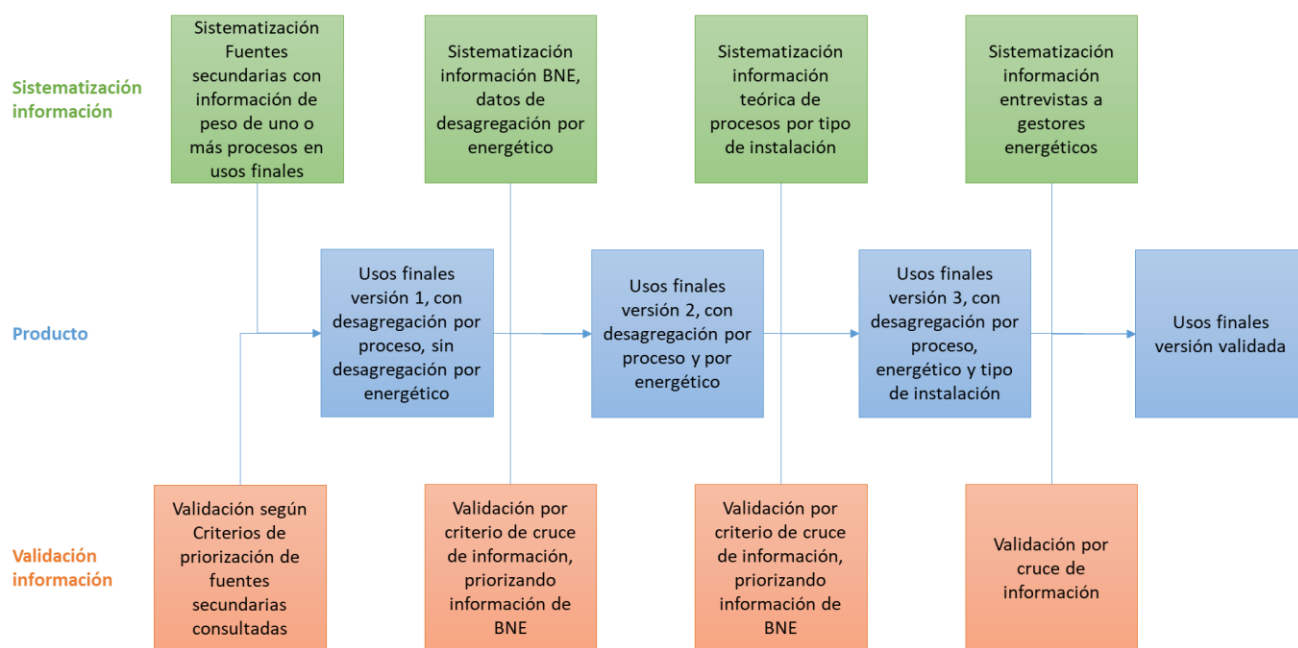 Sistematización
información
Sistematización
Fuentes
secundarias con
información de
peso de uno o
más procesos en
usos finales
Sistematización
información BNE,
datos de
desagregación por
energético
Sistematización
información
teórica de
procesos por tipo
de instalación
Sistematización
información
entrevistas a
gestores
energéticos
Producto
Usos finales
versión 1, con
desagregación por
proceso, sin
desagregación por
energético
Usos finales
versión 2, con
desagregación por
proceso y por
energético
Usos finales
versión 3, con
desagregación por
proceso,
energético y tipo
de instalación
Usos finales
versión validada
Validación
información
Validación según
Criterios de
priorización de
fuentes
secundarias
consultadas
Validación por
criterio de cruce
de información,
priorizando
información de
BNE
Validación por
criterio de cruce
de información,
priorizando
información de
BNE
Validación por
cruce de
información